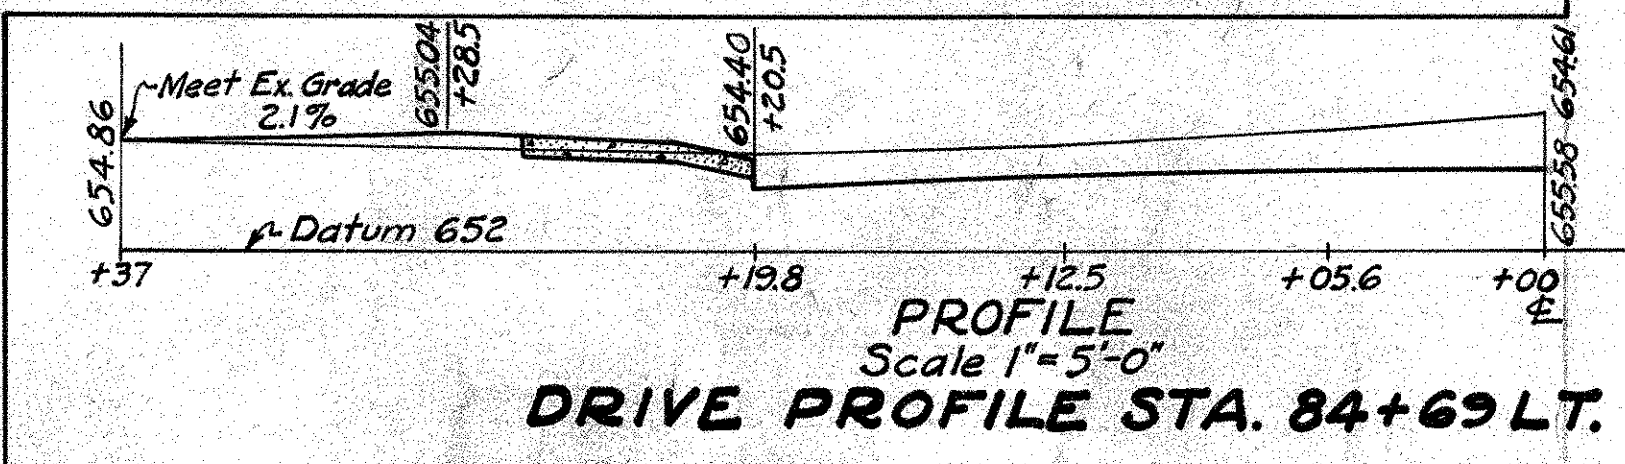 654.86
Meet Ex. Grade
2.1%
655.04
+28.5
654.40
+20.5
655.58 654.61
Datum 652
+37
+19.8
+12.5
+05.6
+00
℄
PROFILE
Scale 1"=5'-0"
DRIVE PROFILE STA. 84+69 LT.